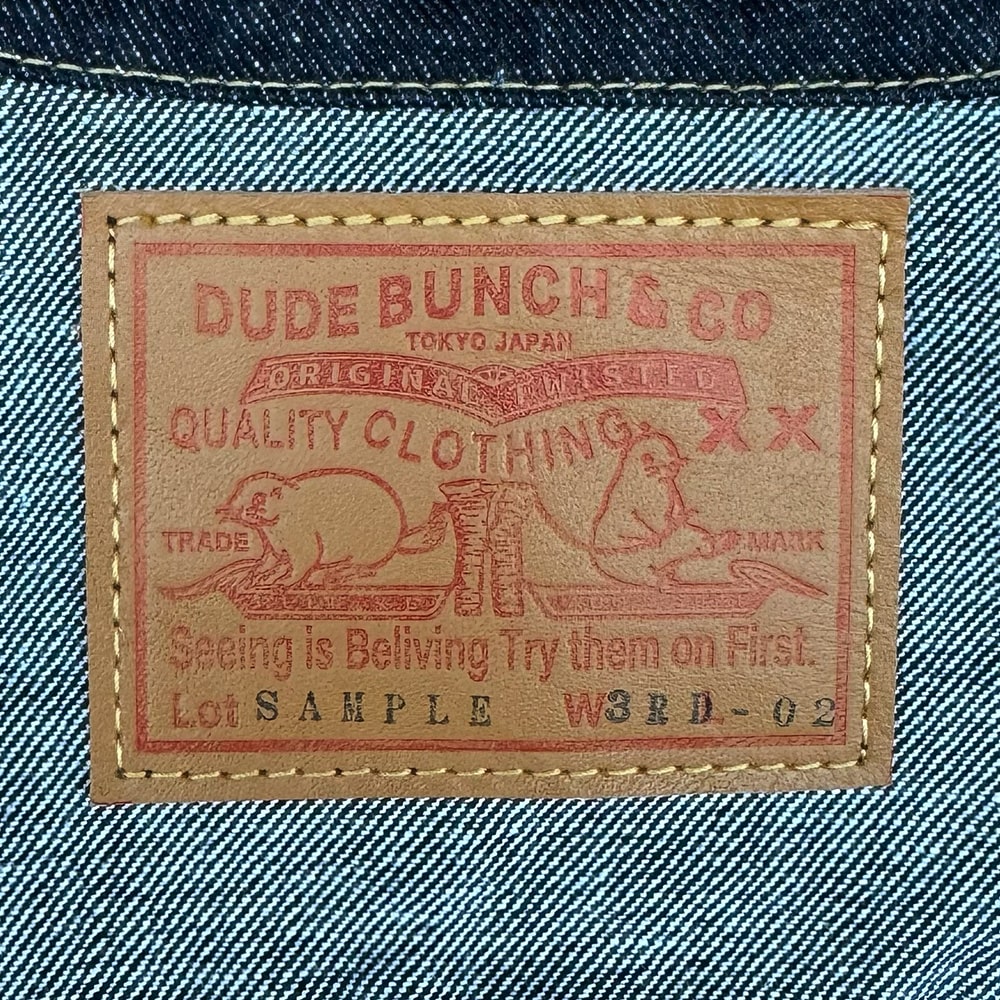 DUDE BUNCH & CO
TOKYO JAPAN
ORIGINAL TWISTED
QUALITY CLOTHING XX
TRADE MARK
Seeing is Beliving Try them on First.
Lot SAMPLE W 3RD-02 L